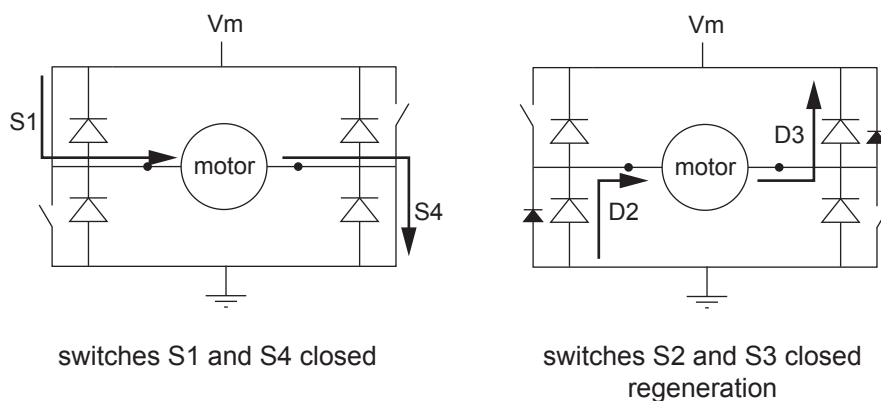 Vm
S1
motor
S4
switches S1 and S4 closed
Vm
D3
motor
D2
switches S2 and S3 closed
regeneration